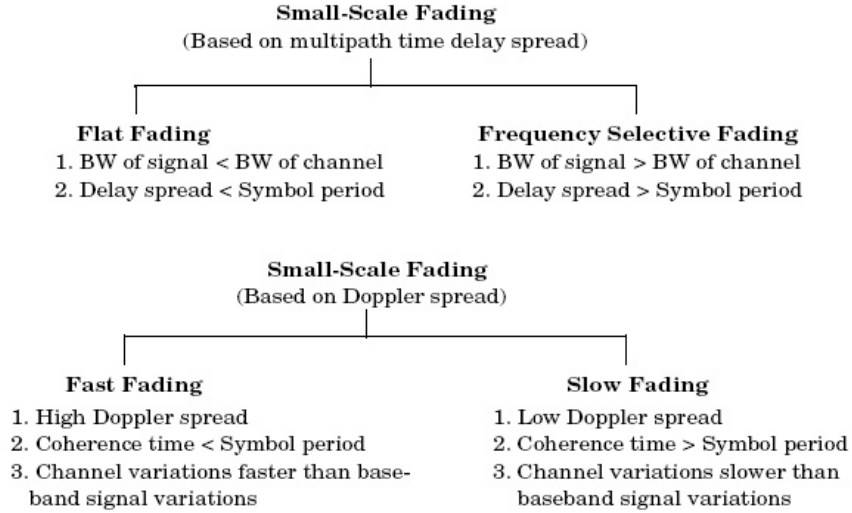 Small-Scale Fading
(Based on multipath time delay spread)
Flat Fading
1. BW of signal < BW of channel
2. Delay spread < Symbol period
Frequency Selective Fading
1. BW of signal > BW of channel
2. Delay spread > Symbol period
Small-Scale Fading
(Based on Doppler spread)
Fast Fading
1. High Doppler spread
2. Coherence time < Symbol period
3. Channel variations faster than base-
band signal variations
Slow Fading
1. Low Doppler spread
2. Coherence time > Symbol period
3. Channel variations slower than
baseband signal variations